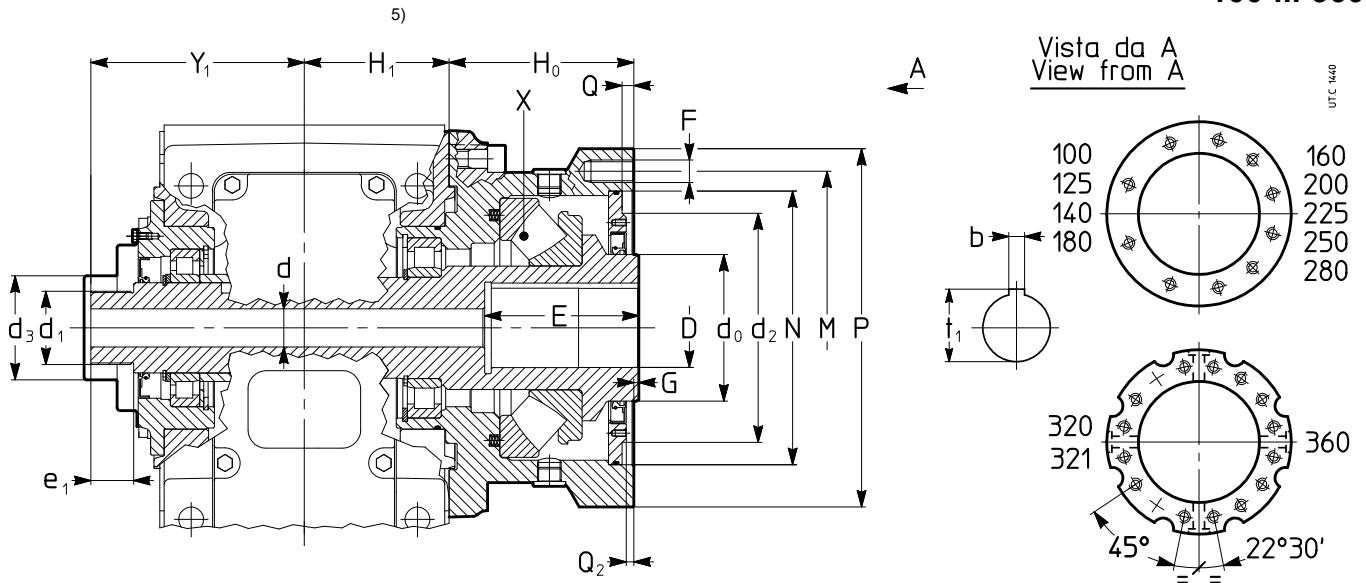 5)
Y₁
H₁
H₀
Q
A
X
F
Vista da A
View from A
UT.C 1440
100
125
140
180
160
200
225
250
280
b
t₁
d₃
d₁
d
E
D
d₀
d₂
N
M
P
G
e₁
Q₂
320
321
360
45°
22°30'
= =